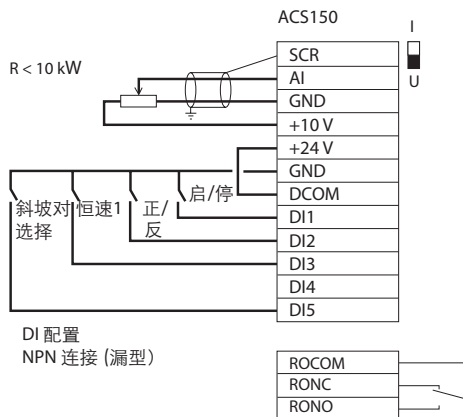 ACS150
I
U
R < 10 kW
SCR
AI
GND
+10 V
+24 V
GND
DCOM
DI1
DI2
DI3
DI4
DI5
斜坡对
选择
恒速1
正/
反
启/停
DI 配置
NPN 连接 (漏型)
ROCOM
RONC
RONO